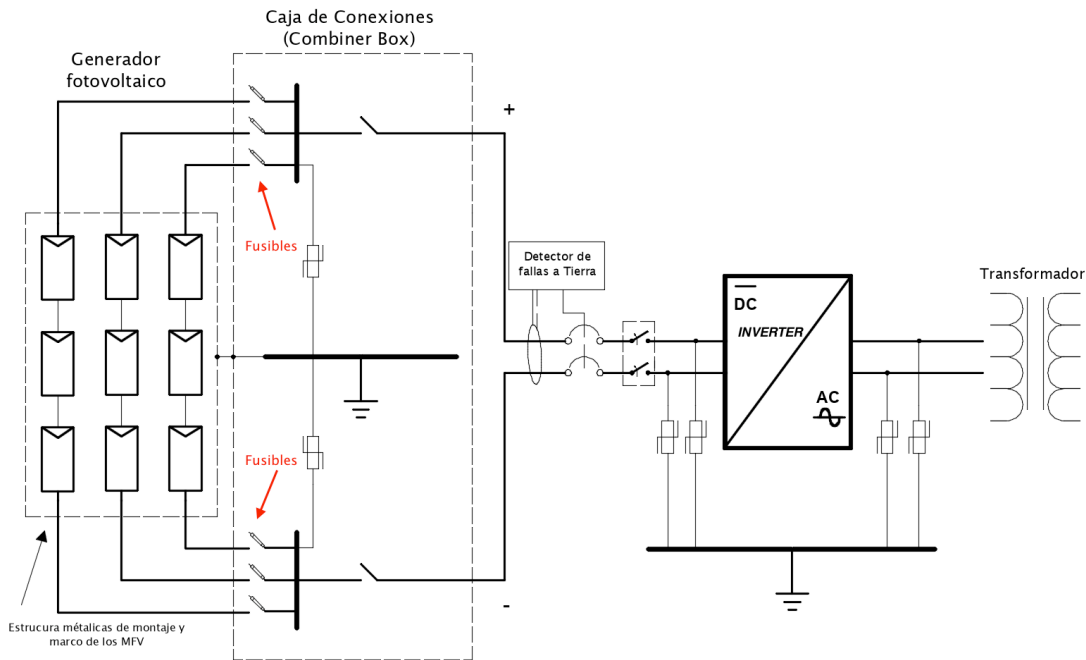 Caja de Conexiones
(Combiner Box)
Generador
fotovoltaico
+
Fusibles
Detector de
fallas a Tierra
Transformador
DC
INVERTER
AC
Fusibles
Estrucura métalicas de montaje y
marco de los MFV
-